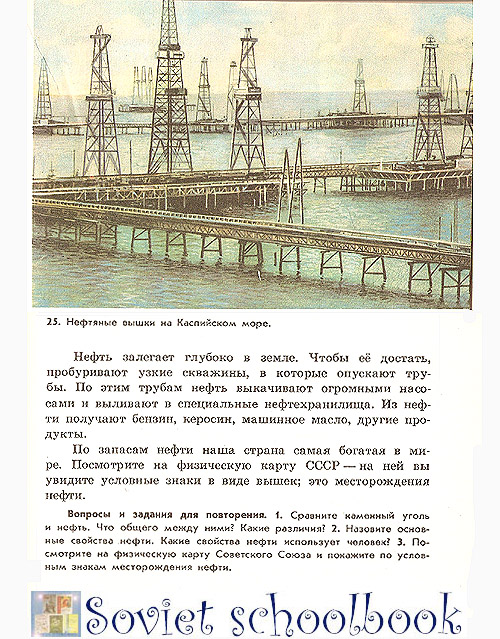 25. Нефтяные вышки на Каспийском море.
Нефть залегает глубоко в земле. Чтобы её достать,
пробуривают узкие скважины, в которые опускают тру-
бы. По этим трубам нефть выкачивают огромными насо-
сами и выливают в специальные нефтехранилища. Из неф-
ти получают бензин, керосин, машинное масло, другие про-
дукты.
По запасам нефти наша страна самая богатая в ми-
ре. Посмотрите на физическую карту СССР — на ней вы
увидите условные знаки в виде вышек; это месторождения
нефти.
Вопросы и задания для повторения. 1. Сравните каменный уголь
и нефть. Что общего между ними? Какие различия? 2. Назовите основ-
ные свойства нефти. Какие свойства нефти использует человек? 3. По-
смотрите на физическую карту Советского Союза и покажите по услов-
ным знакам месторождения нефти.
Soviet schoolbook